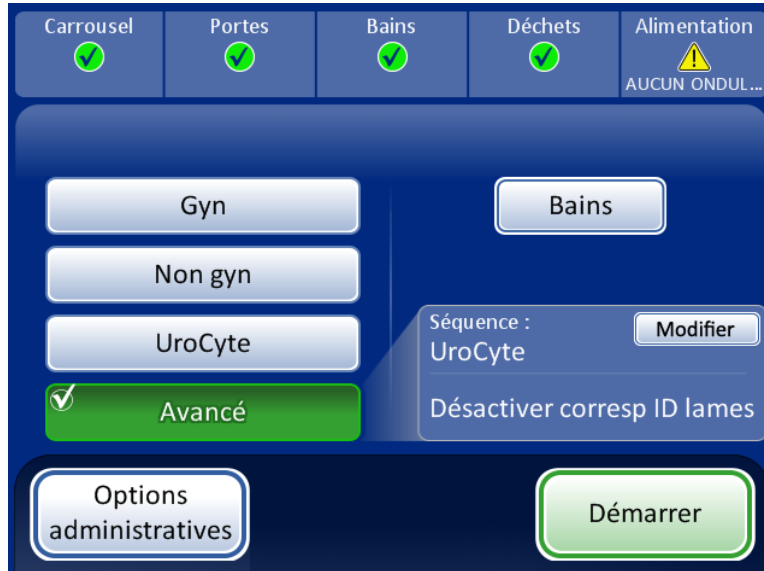 Carrousel
Portes
Bains
Déchets
Alimentation
AUCUN ONDUL...
Gyn
Bains
Non gyn
UroCyte
Séquence :
Modifier
UroCyte
Avancé
Désactiver corresp ID lames
Options
administratives
Démarrer